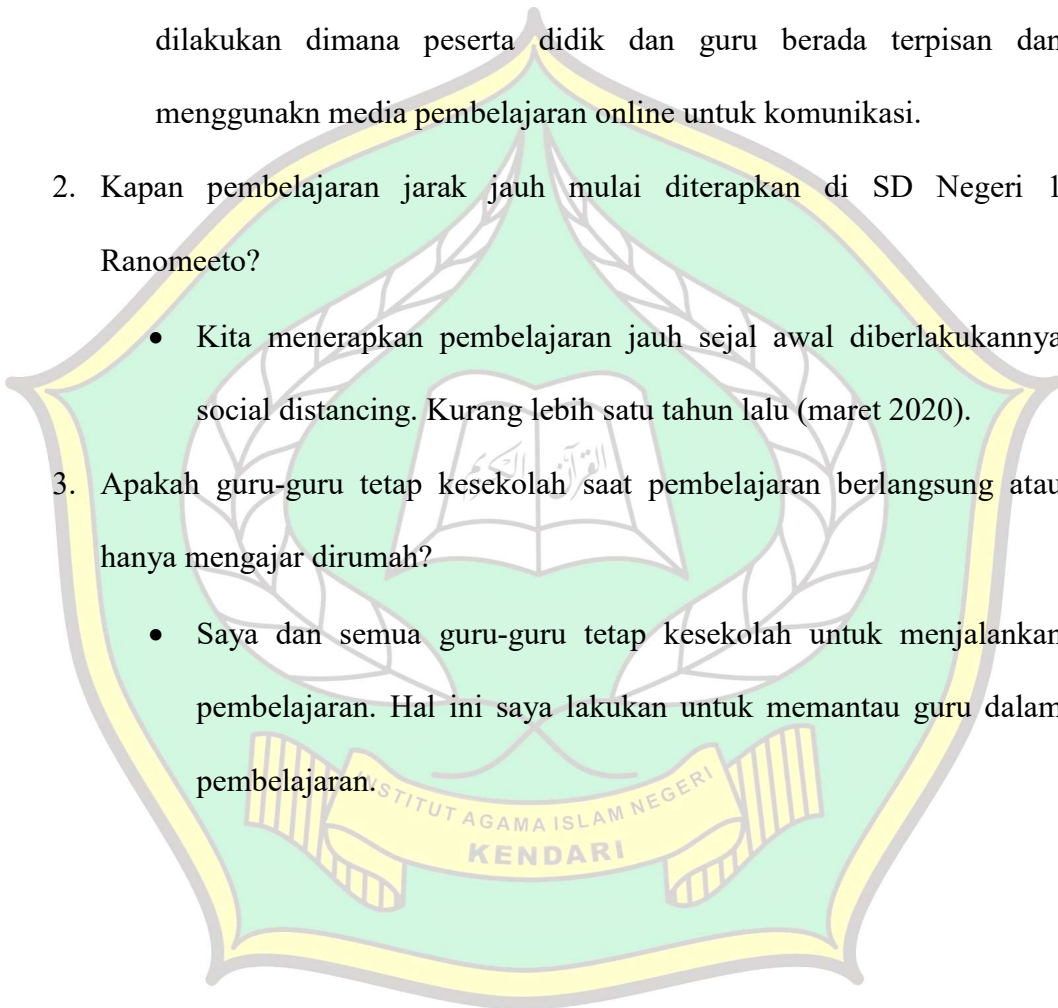 dilakukan dimana peserta didik dan guru berada terpisan dan
menggunakn media pembelajaran online untuk komunikasi.
2. Kapan pembelajaran jarak jauh mulai diterapkan di SD Negeri 1
Ranomeeto?
• Kita menerapkan pembelajaran jauh sejal awal diberlakukannya
social distancing. Kurang lebih satu tahun lalu (maret 2020).
القرآن الكريم
3. Apakah guru-guru tetap kesekolah saat pembelajaran berlangsung atau
hanya mengajar dirumah?
• Saya dan semua guru-guru tetap kesekolah untuk menjalankan
pembelajaran. Hal ini saya lakukan untuk memantau guru dalam
pembelajaran.
INSTITUT AGAMA ISLAM NEGERI
KENDARI